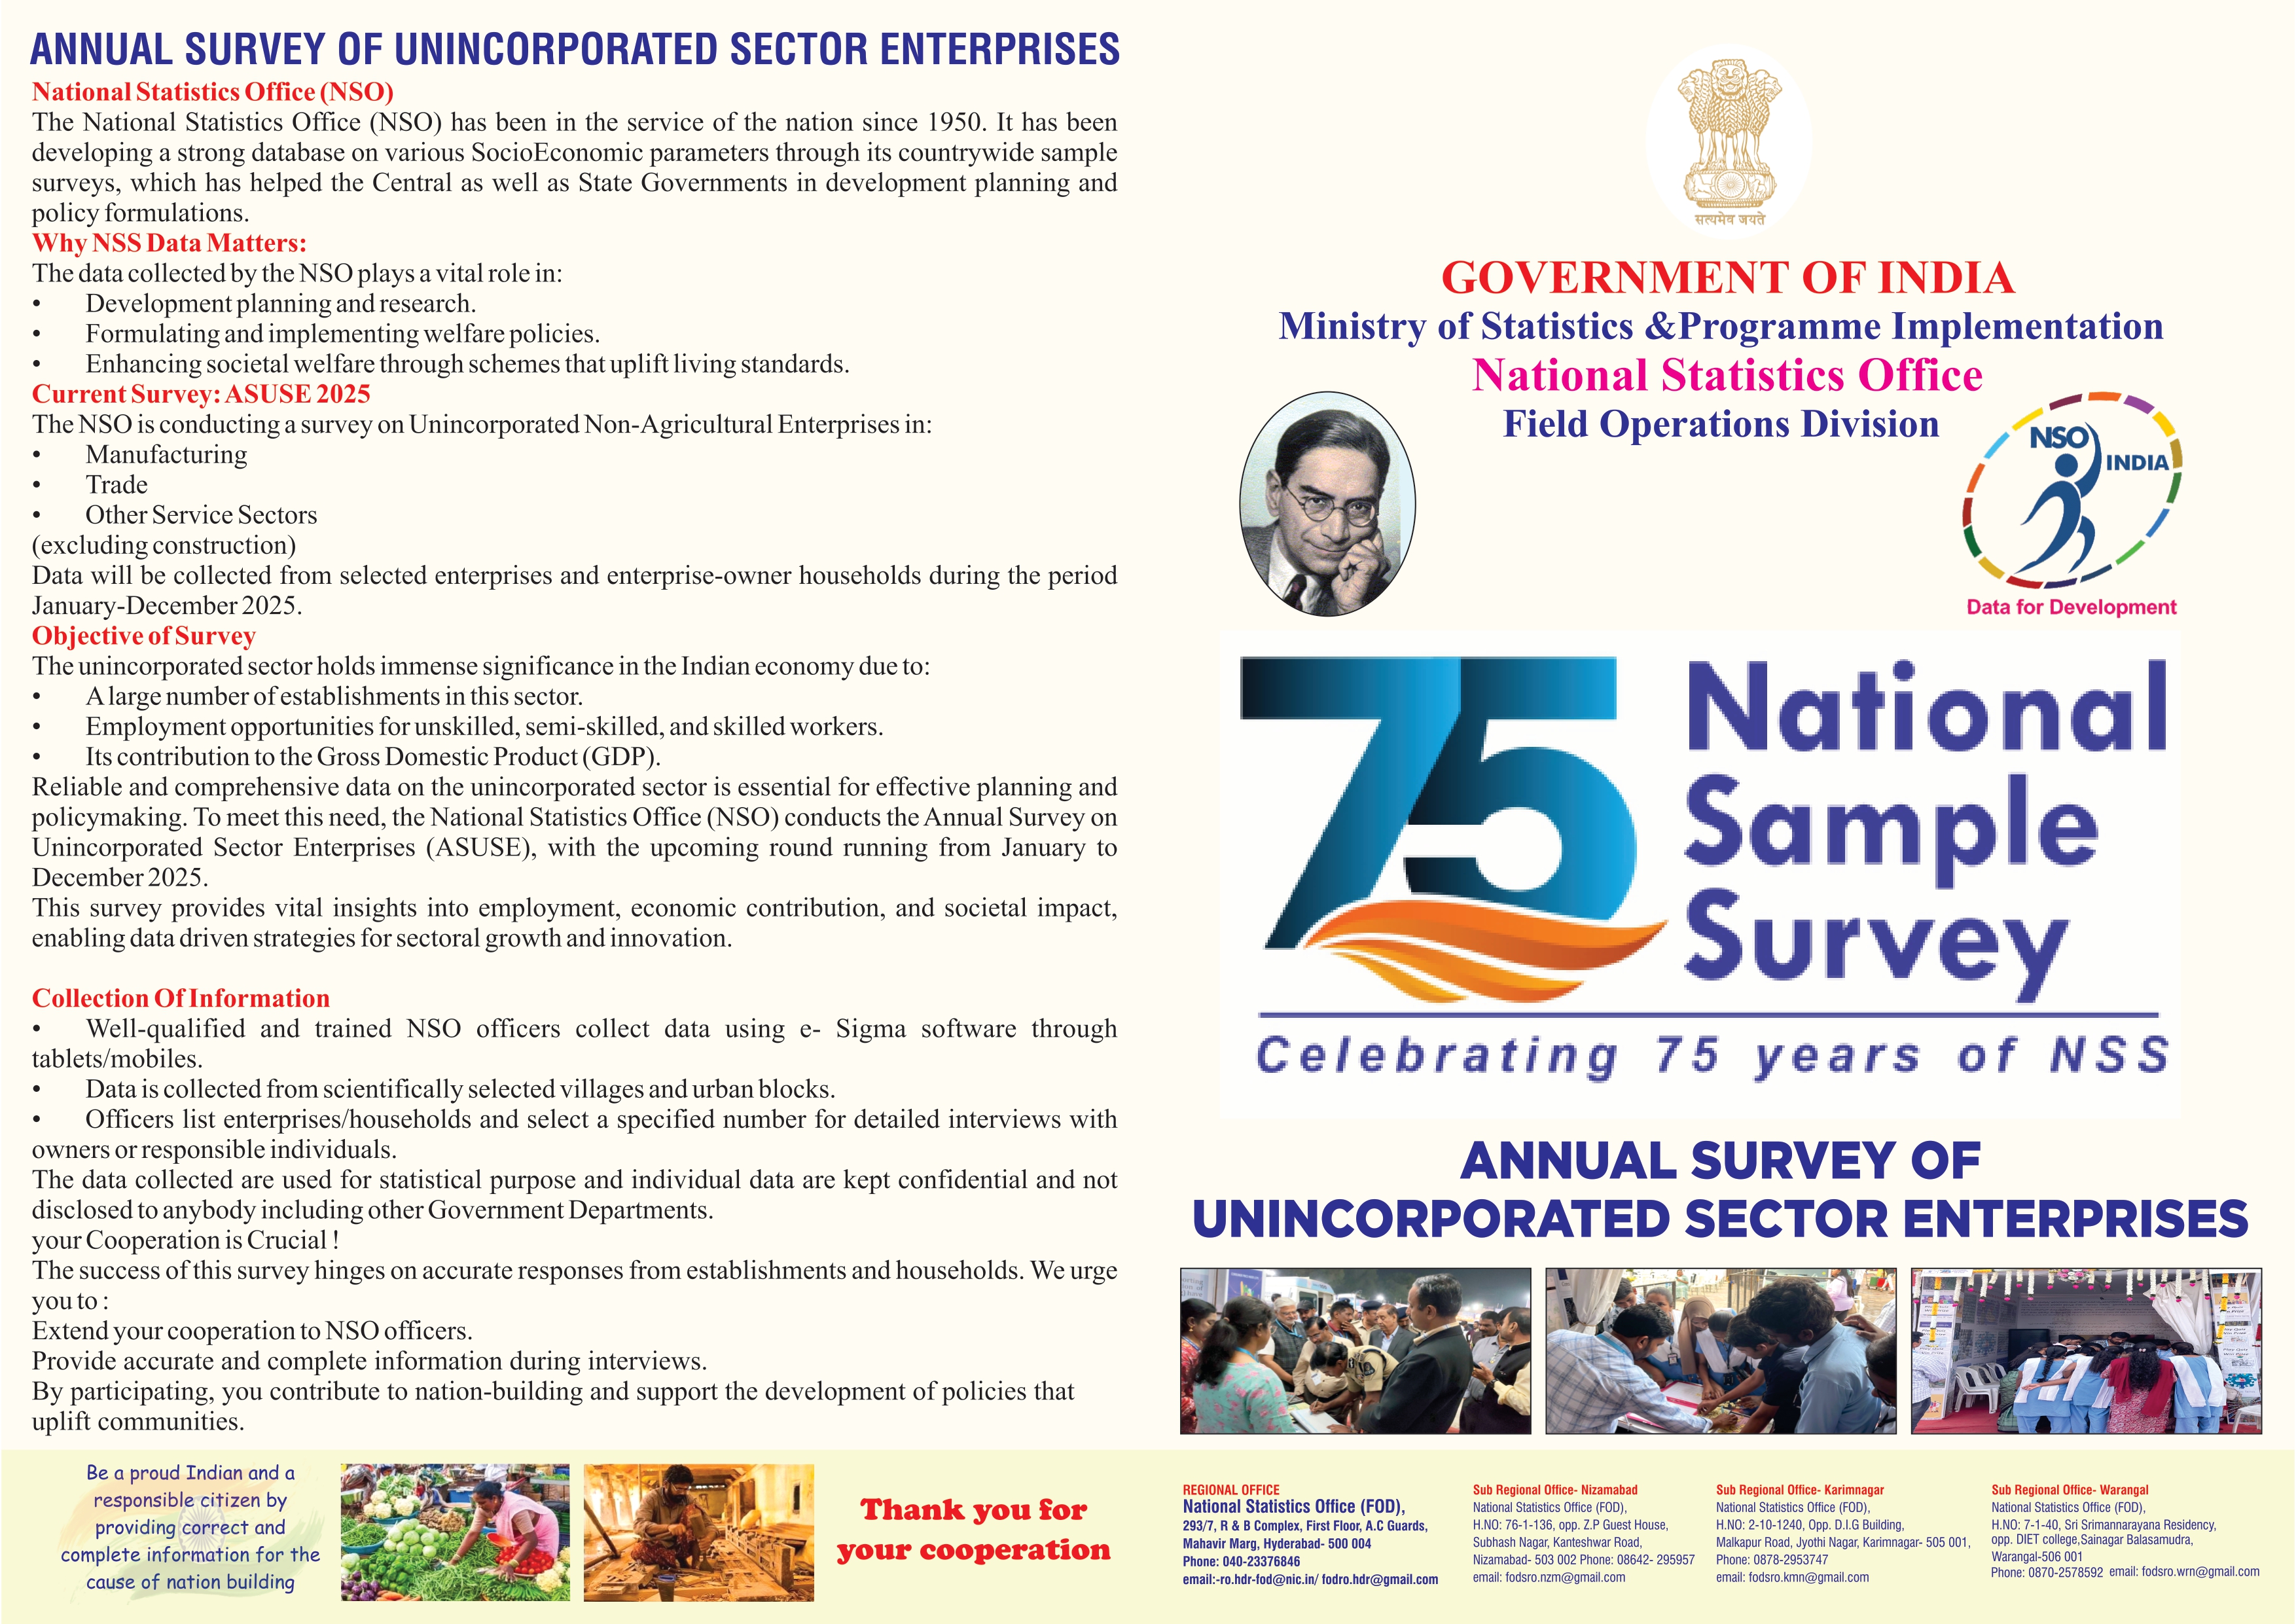 ANNUAL SURVEY OF UNINCORPORATED SECTOR ENTERPRISES
National Statistics Office (NSO)
The National Statistics Office (NSO) has been in the service of the nation since 1950. It has been
developing a strong database on various SocioEconomic parameters through its countrywide sample
surveys, which has helped the Central as well as State Governments in development planning and
policy formulations.
Why NSS Data Matters:
The data collected by the NSO plays a vital role in:
• Development planning and research.
• Formulating and implementing welfare policies.
• Enhancing societal welfare through schemes that uplift living standards.
Current Survey: ASUSE 2025
The NSO is conducting a survey on Unincorporated Non-Agricultural Enterprises in:
• Manufacturing
• Trade
• Other Service Sectors
(excluding construction)
Data will be collected from selected enterprises and enterprise-owner households during the period
January-December 2025.
Objective of Survey
The unincorporated sector holds immense significance in the Indian economy due to:
• A large number of establishments in this sector.
• Employment opportunities for unskilled, semi-skilled, and skilled workers.
• Its contribution to the Gross Domestic Product (GDP).
Reliable and comprehensive data on the unincorporated sector is essential for effective planning and
policymaking. To meet this need, the National Statistics Office (NSO) conducts the Annual Survey on
Unincorporated Sector Enterprises (ASUSE), with the upcoming round running from January to
December 2025.
This survey provides vital insights into employment, economic contribution, and societal impact,
enabling data driven strategies for sectoral growth and innovation.
Collection Of Information
• Well-qualified and trained NSO officers collect data using e- Sigma software through
tablets/mobiles.
• Data is collected from scientifically selected villages and urban blocks.
• Officers list enterprises/households and select a specified number for detailed interviews with
owners or responsible individuals.
The data collected are used for statistical purpose and individual data are kept confidential and not
disclosed to anybody including other Government Departments.
your Cooperation is Crucial !
The success of this survey hinges on accurate responses from establishments and households. We urge
you to :
Extend your cooperation to NSO officers.
Provide accurate and complete information during interviews.
By participating, you contribute to nation-building and support the development of policies that
uplift communities.
Be a proud Indian and a
responsible citizen by
providing correct and
complete information for the
cause of nation building
Thank you for
your cooperation
सत्यमेव जयते
GOVERNMENT OF INDIA
Ministry of Statistics &Programme Implementation
National Statistics Office
Field Operations Division
NSO
INDIA
Data for Development
75
National
Sample
Survey
Celebrating 75 years of NSS
ANNUAL SURVEY OF
UNINCORPORATED SECTOR ENTERPRISES
REGIONAL OFFICE
National Statistics Office (FOD),
293/7, R & B Complex, First Floor, A.C Guards,
Mahavir Marg, Hyderabad- 500 004
Phone: 040-23376846
email:-ro.hdr-fod@nic.in/ fodro.hdr@gmail.com
Sub Regional Office- Nizamabad
National Statistics Office (FOD),
H.NO: 76-1-136, opp. Z.P Guest House,
Subhash Nagar, Kanteshwar Road,
Nizamabad- 503 002 Phone: 08642- 295957
email: fodsro.nzm@gmail.com
Sub Regional Office- Karimnagar
National Statistics Office (FOD),
H.NO: 2-10-1240, Opp. D.I.G Building,
Malkapur Road, Jyothi Nagar, Karimnagar- 505 001,
Phone: 0878-2953747
email: fodsro.kmn@gmail.com
Sub Regional Office- Warangal
National Statistics Office (FOD),
H.NO: 7-1-40, Sri Srimannarayana Residency,
opp. DIET college,Sainagar Balasamudra,
Warangal-506 001
Phone: 0870-2578592 email: fodsro.wrn@gmail.com